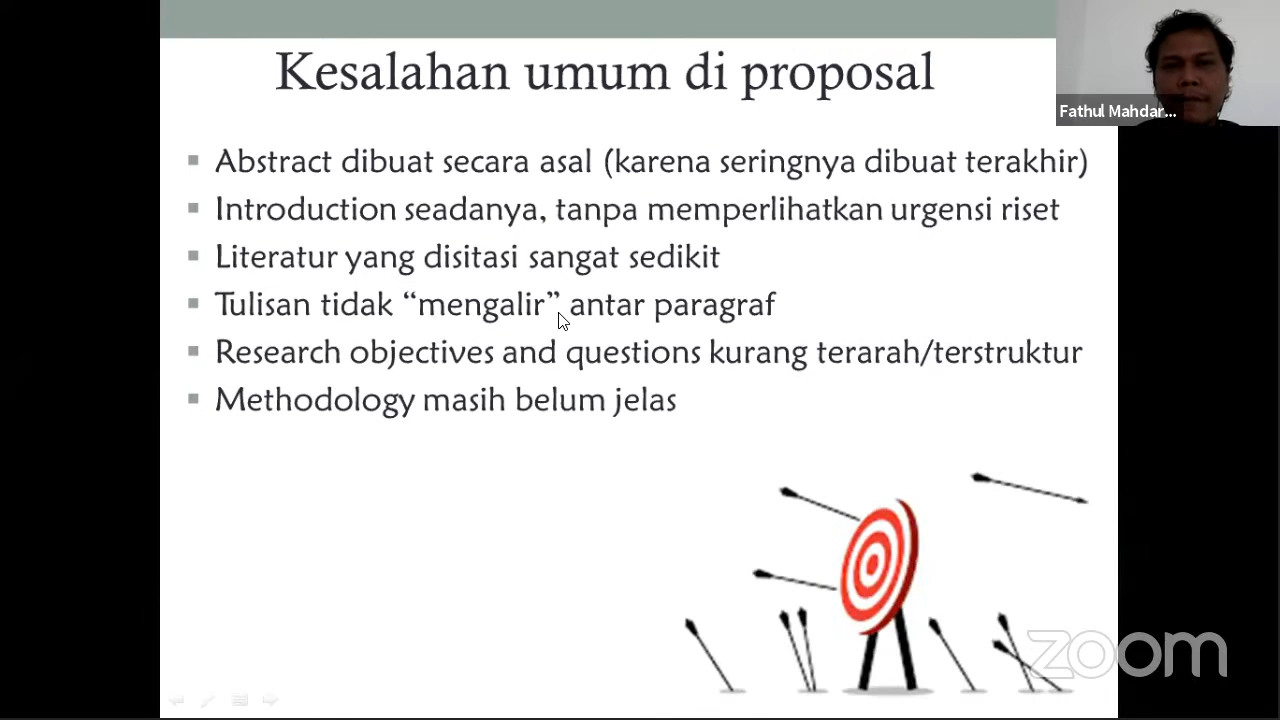 Kesalahan umum di proposal
Fathul Mahdar...
Abstract dibuat secara asal (karena seringnya dibuat terakhir)
Introduction seadanya, tanpa memperlihatkan urgensi riset
Literatur yang disitasi sangat sedikit
Tulisan tidak “mengalir” antar paragraf
Research objectives and questions kurang terarah/terstruktur
Methodology masih belum jelas
zoom